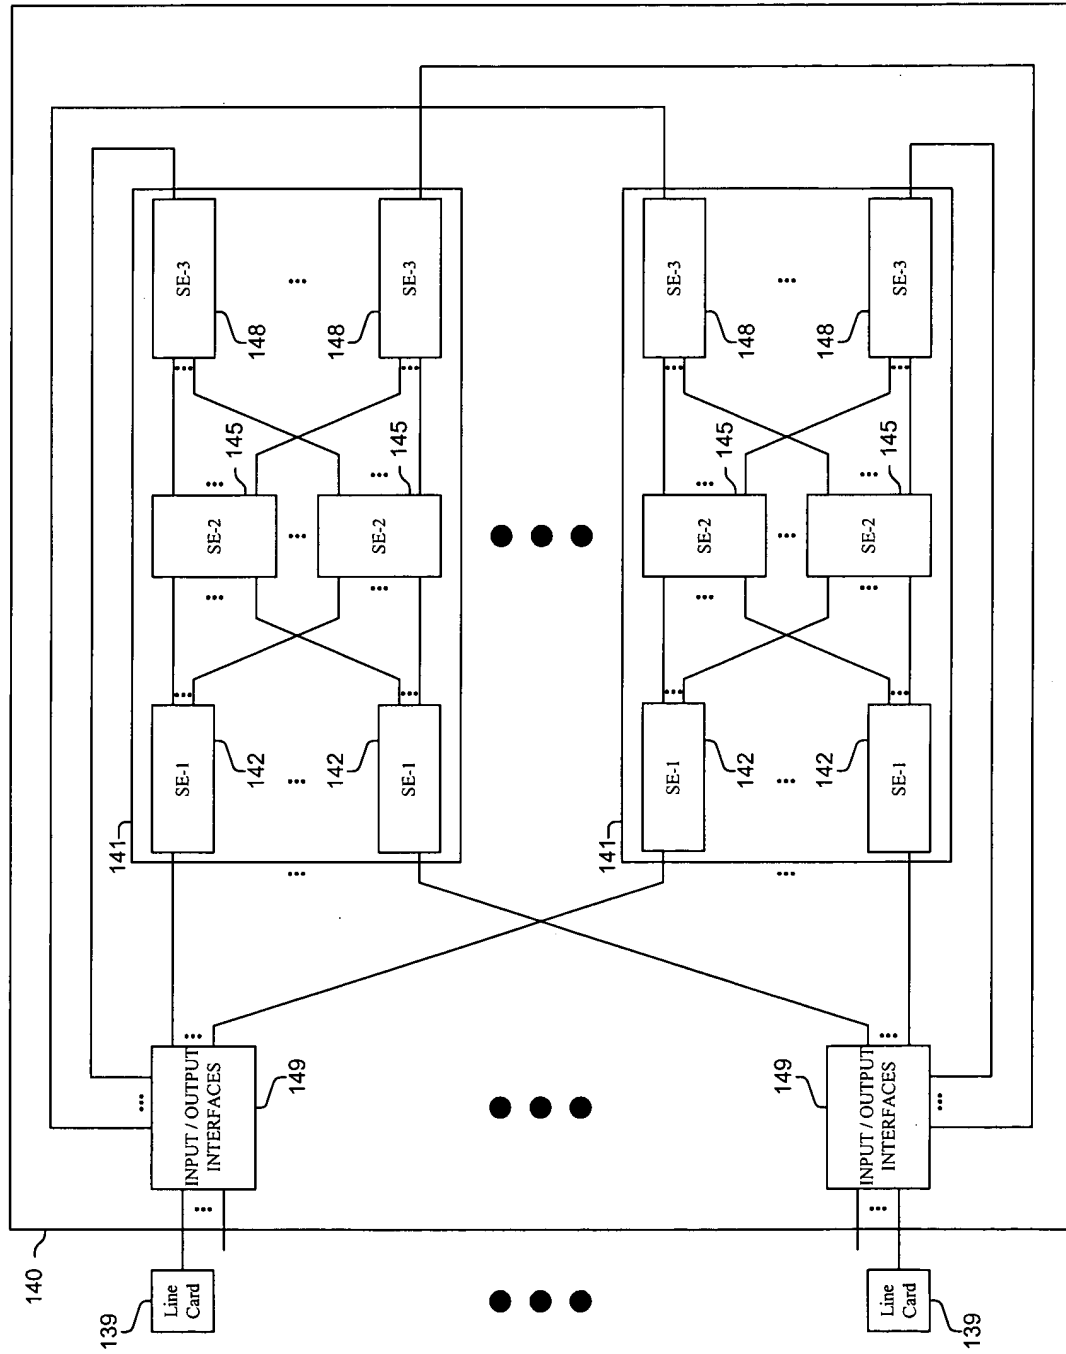 139
Line
Card
140
INPUT / OUTPUT
INTERFACES
149
141
SE-1
142
SE-1
142
SE-2
145
SE-2
145
SE-3
148
SE-3
148
139
Line
Card
INPUT / OUTPUT
INTERFACES
149
141
SE-1
142
SE-1
142
SE-2
145
SE-2
145
SE-3
148
SE-3
148